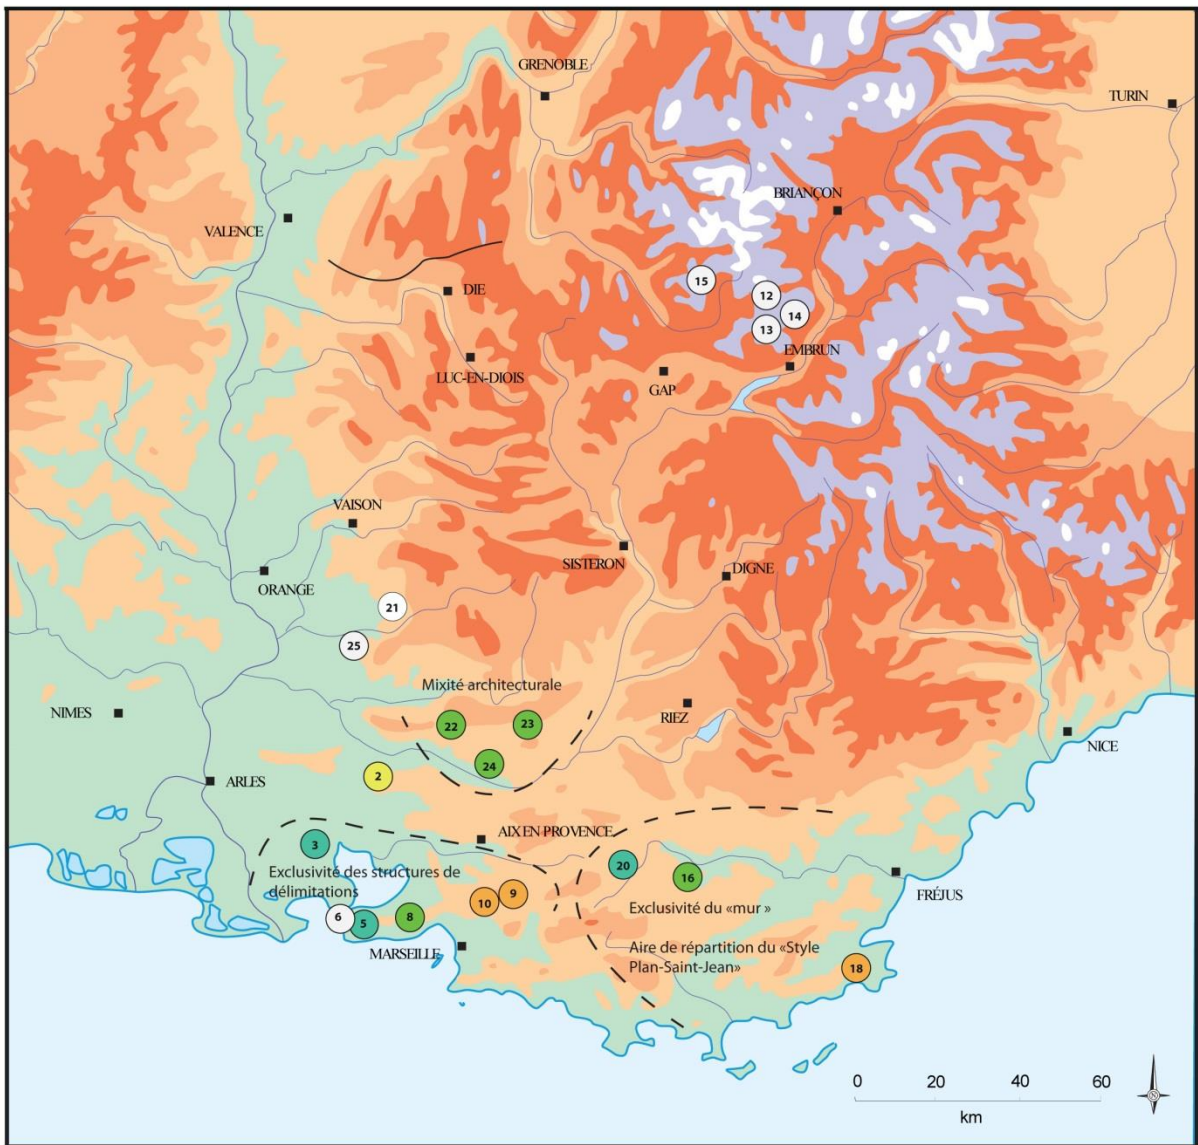 GRENOBLE
TURIN
BRIANÇON
VALENCE
15
12
14
DIE
13
EMBRUN
LUC-EN-DIOIS
GAP
VAISON
SISTERON
DIGNE
ORANGE
21
25
Mixité architecturale
NIMES
22
23
RIEZ
NICE
24
2
ARLES
AIX EN PROVENCE
3
20
Exclusivité des structures de
délimitations
16
FRÉJUS
9
10
Exclusivité du «mur »
6
5
8
MARSEILLE
Aire de répartition du «Style
Plan-Saint-Jean»
18
0 20 40 60
km
N